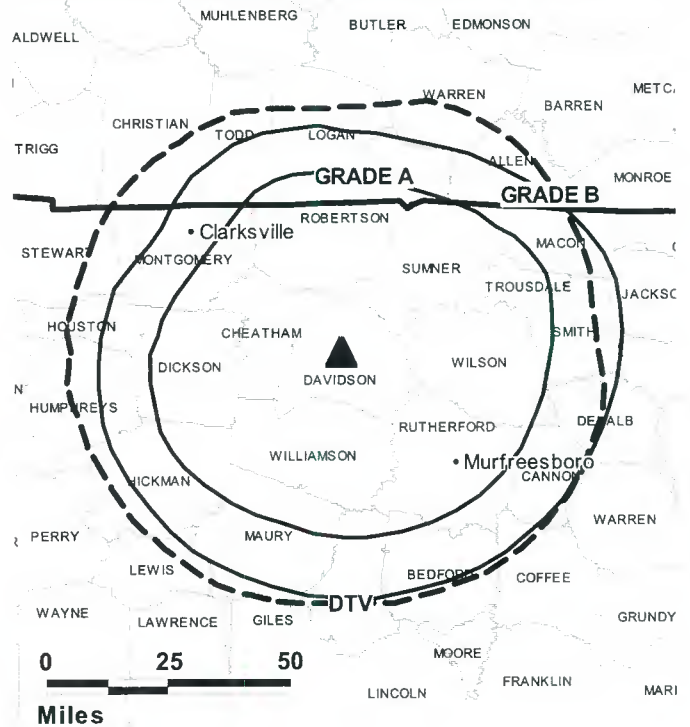 MUHLENBERG
BUTLER
EDMONSON
ALDWELL
WARREN
METC
BARREN
CHRISTIAN
TODD
LOGAN
TRIGG
ALLEN
GRADE A
MONROE
GRADE B
ROBERTSON
Clarksville
STEWART
MACON
MONTGOMERY
SUMNER
TROUSDALE
JACKSO
HOUSTON
CHEATHAM
SMITH
DICKSON
WILSON
DAVIDSON
N
HUMPHREYS
DEKALB
RUTHERFORD
WILLIAMSON
Murfreesboro
CANNON
HICKMAN
WARREN
PERRY
MAURY
LEWIS
BEDFORD
COFFEE
DTV
WAYNE
LAWRENCE
GILES
GRUNDY
MOORE
0 25 50
FRANKLIN
LINCOLN
MARI
Miles